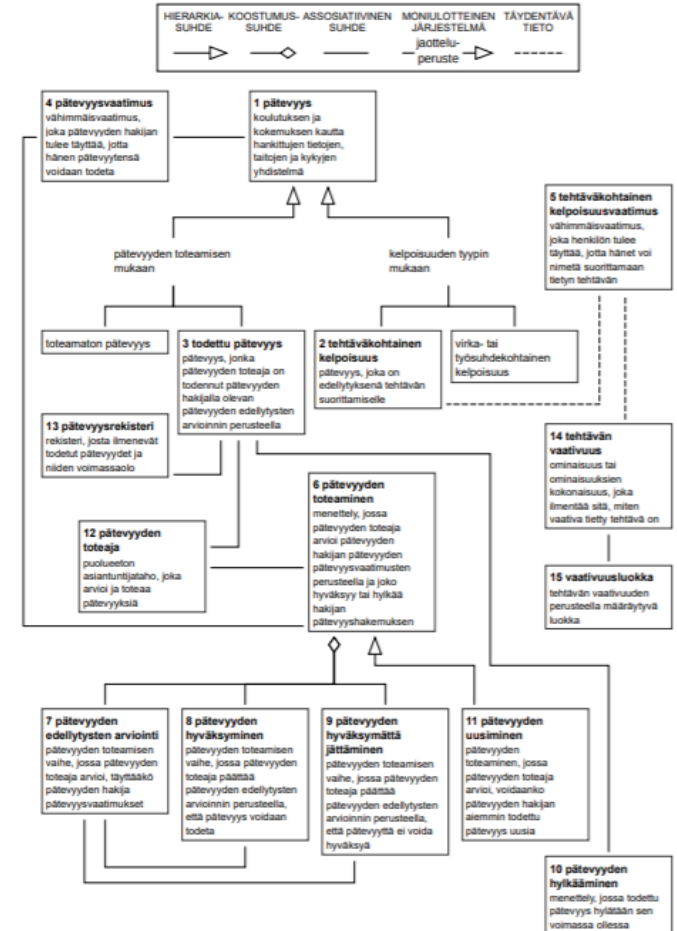 HIERARKIA-
SUHDE
KOOSTUMUS-
SUHDE
ASSOSIATIIVINEN
SUHDE
MONIULOTTEINEN
JÄRJESTELMÄ
jaottelu-
peruste
TÄYDENTÄVÄ
TIETO
4 pätevyysvaatimus
vähimmäisvaatimus,
joka pätevyyden hakijan
tulee täyttää, jotta
hänen pätevyytensä
voidaan todeta
1 pätevyys
koulutuksen ja
kokemuksen kautta
hankittujen tietojen,
taitojen ja kykyjen
yhdistelmä
5 tehtäväkohtainen
kelpoisuusvaatimus
vähimmäisvaatimus,
joka henkilön tulee
täyttää, jotta hänet voi
nimetä suorittamaan
tietyn tehtävän
pätevyyden toteamisen
mukaan
kelpoisuuden tyypin
mukaan
toteamaton pätevyys
3 todettu pätevyys
pätevyys, jonka
pätevyyden toteaja on
todennut pätevyyden
hakijalla olevan
pätevyyden edellytysten
arvioinnin perusteella
2 tehtäväkohtainen
kelpoisuus
pätevyys, joka on
edellytyksenä tehtävän
suorittamiselle
virka- tai
työsuhdekohtainen
kelpoisuus
13 pätevyysrekisteri
rekisteri, josta ilmenevät
todetut pätevyydet ja
niiden voimassaolo
14 tehtävän
vaativuus
ominaisuus tai
ominaisuuksien
kokonaisuus, joka
ilmentää sitä, miten
vaativa tietty tehtävä on
6 pätevyyden
toteaminen
menettely, jossa
pätevyyden toteaja
arvioi pätevyyden
hakijan pätevyyden
pätevyysvaatimusten
perusteella ja joko
hyväksyy tai hylkää
hakijan
pätevyyshakemuksen
12 pätevyyden
toteaja
puolueeton
asiantuntijataho, joka
arvioi ja toteaa
pätevyyksiä
15 vaativuusluokka
tehtävän vaativuuden
perusteella määräytyvä
luokka
7 pätevyyden
edellytysten arviointi
pätevyyden toteamisen
vaihe, jossa pätevyyden
toteaja arvioi, täyttääkö
pätevyyden hakija
pätevyysvaatimukset
8 pätevyyden
hyväksyminen
pätevyyden toteamisen
vaihe, jossa pätevyyden
toteaja päättää
pätevyyden edellytysten
arvioinnin perusteella,
että pätevyys voidaan
todeta
9 pätevyyden
hyväksymättä
jättäminen
pätevyyden toteamisen
vaihe, jossa pätevyyden
toteaja päättää
pätevyyden edellytysten
arvioinnin perusteella,
että pätevyyttä ei voida
hyväksyä
11 pätevyyden
uusiminen
pätevyyden
toteaminen, jossa
pätevyyden toteaja
arvioi, voidaanko
pätevyyden hakijan
aiemmin todettu
pätevyys uusia
10 pätevyyden
hylkääminen
menettely, jossa todettu
pätevyys hylätään sen
voimassa ollessa